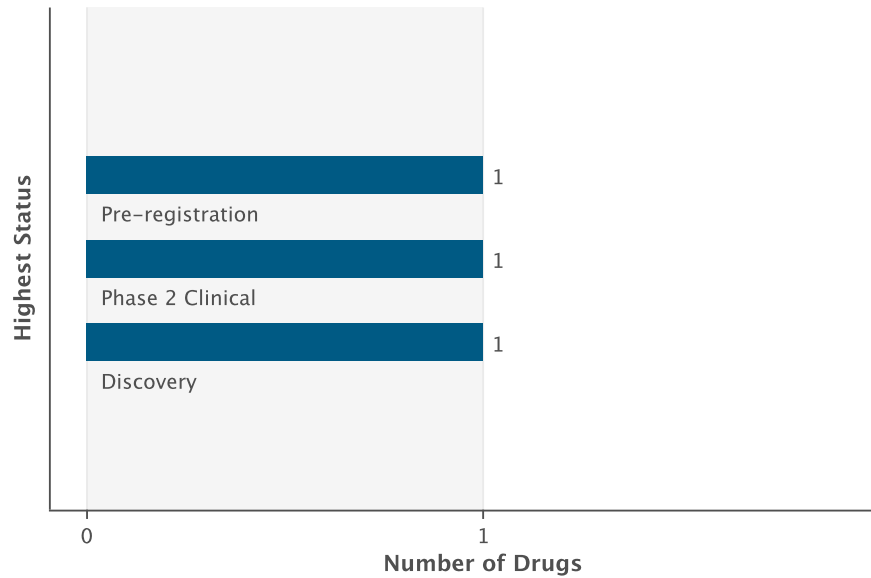 Highest Status
1
Pre-registration
1
Phase 2 Clinical
1
Discovery
0
1
Number of Drugs